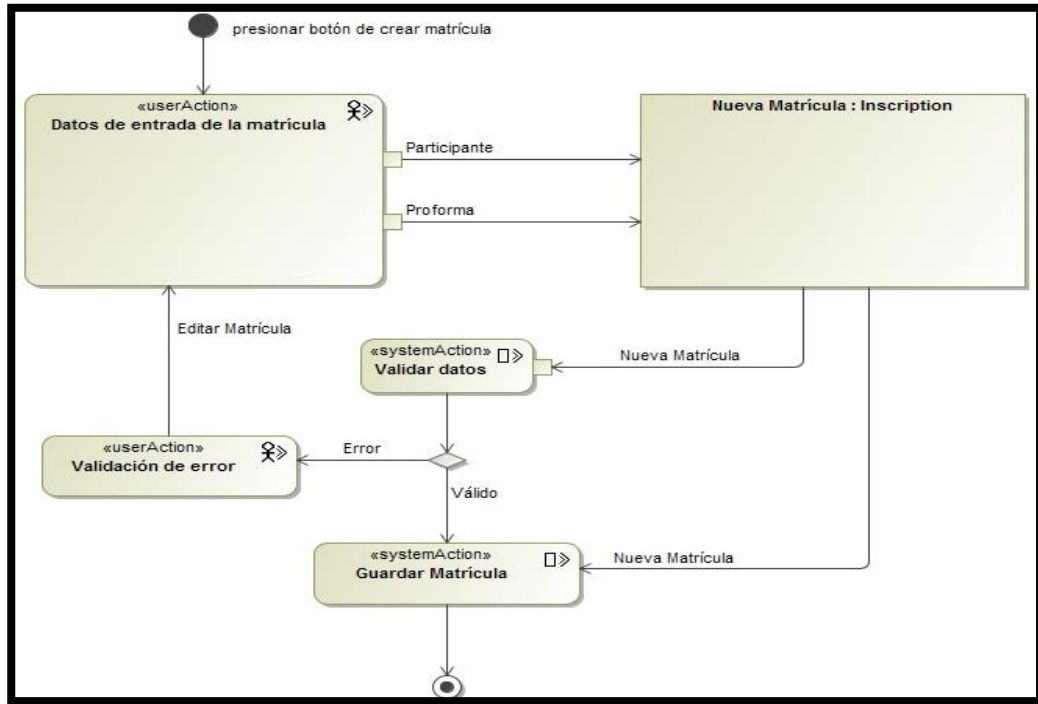 presionar botón de crear matrícula
«userAction»
Datos de entrada de la matrícula
Nueva Matrícula : Inscription
Participante
Proforma
Editar Matrícula
«systemAction»
Validar datos
Nueva Matrícula
«userAction»
Validación de error
Error
Válido
«systemAction»
Guardar Matrícula
Nueva Matrícula